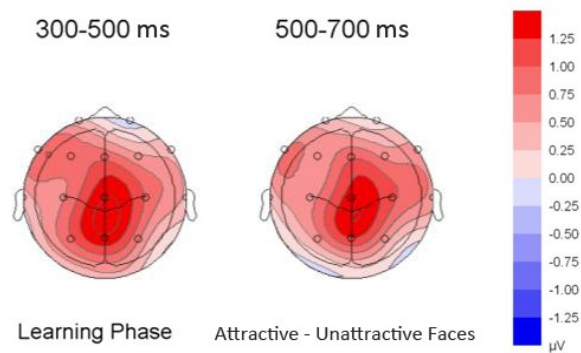 300-500 ms
500-700 ms
1.25
1.00
0.75
0.50
0.25
0.00
-0.25
-0.50
-0.75
-1.00
-1.25
µV
Learning Phase
Attractive - Unattractive Faces